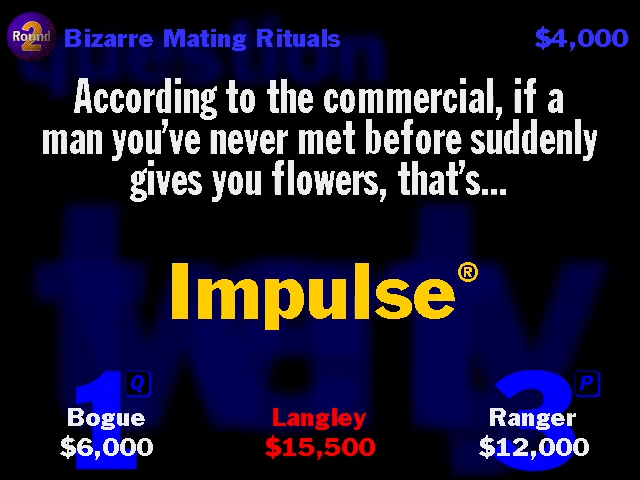 Round 2 Bizarre Mating Rituals $4,000
question
According to the commercial, if a
man you've never met before suddenly
gives you flowers, that's...
Impulse®
1 Q 3 P
Bogue Langley Ranger
$6,000 $15,500 $12,000